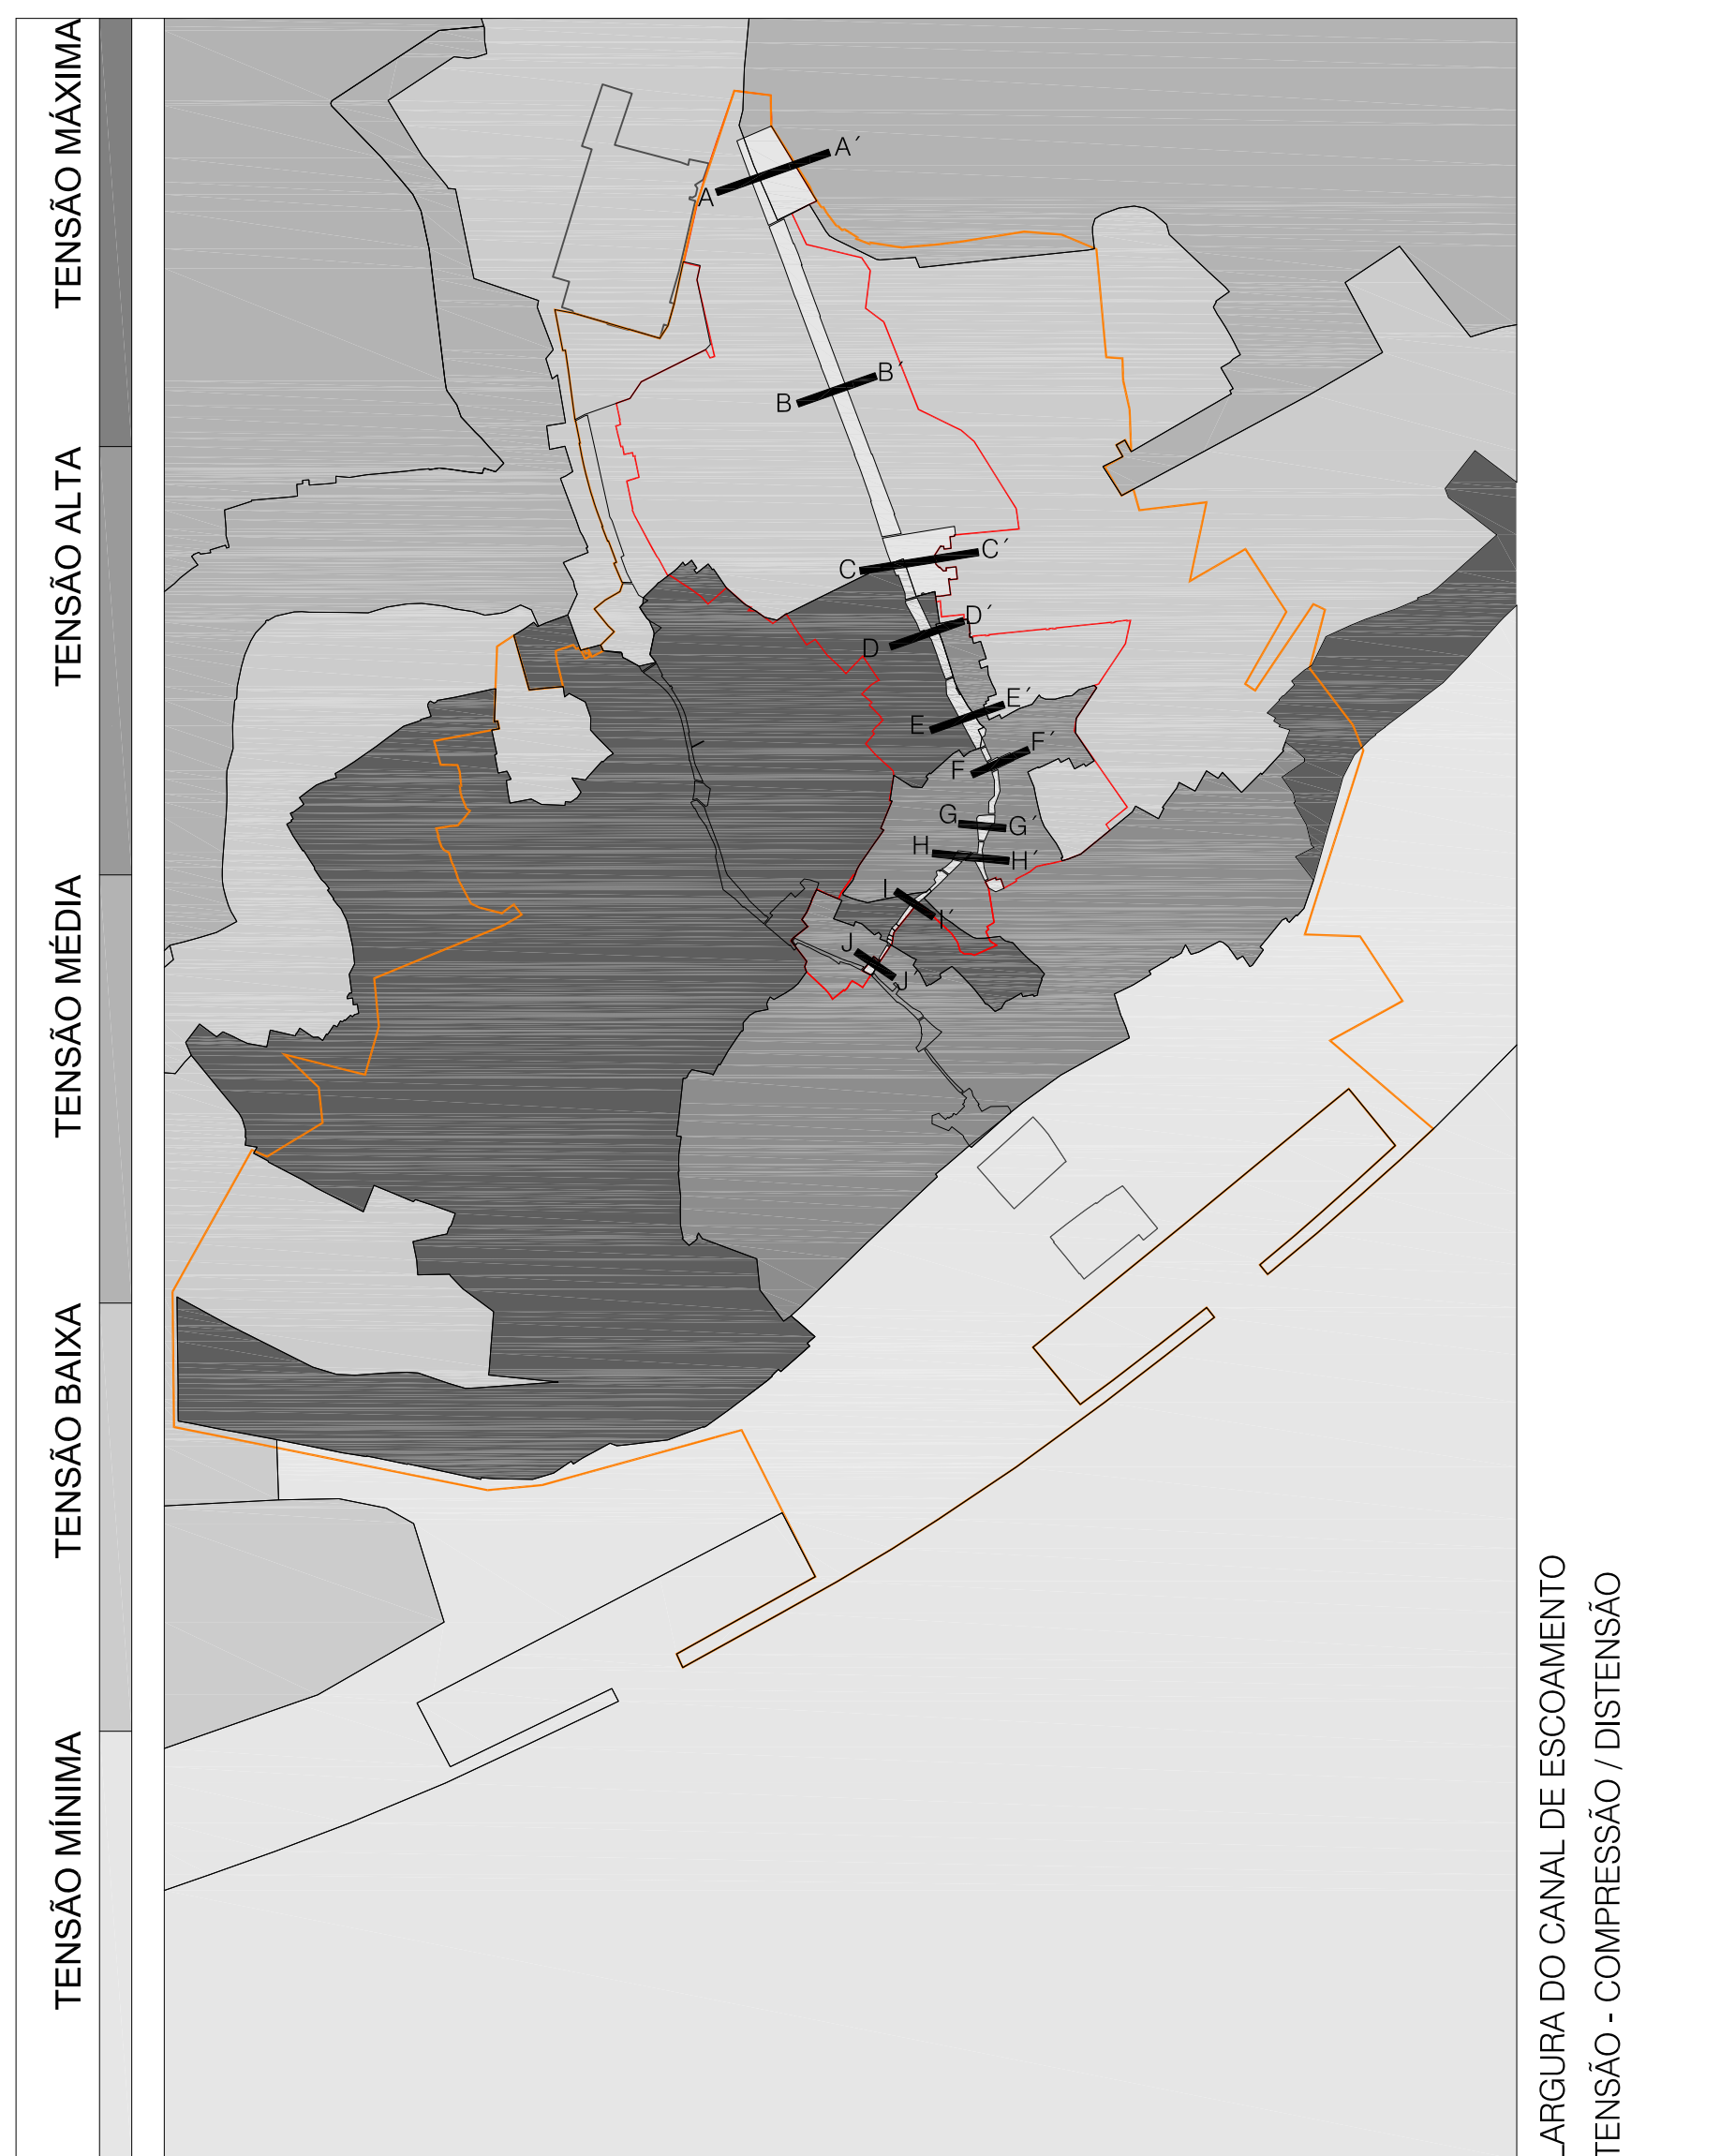 TENSÃO MÁXIMA
TENSÃO ALTA
TENSÃO MÉDIA
TENSÃO BAIXA
TENSÃO MÍNIMA
A A´
B B´
C C´
D D´
E E´
F F´
G G´
H H´
I I´
J J´
LARGURA DO CANAL DE ESCOAMENTO
TENSÃO - COMPRESSÃO / DISTENSÃO